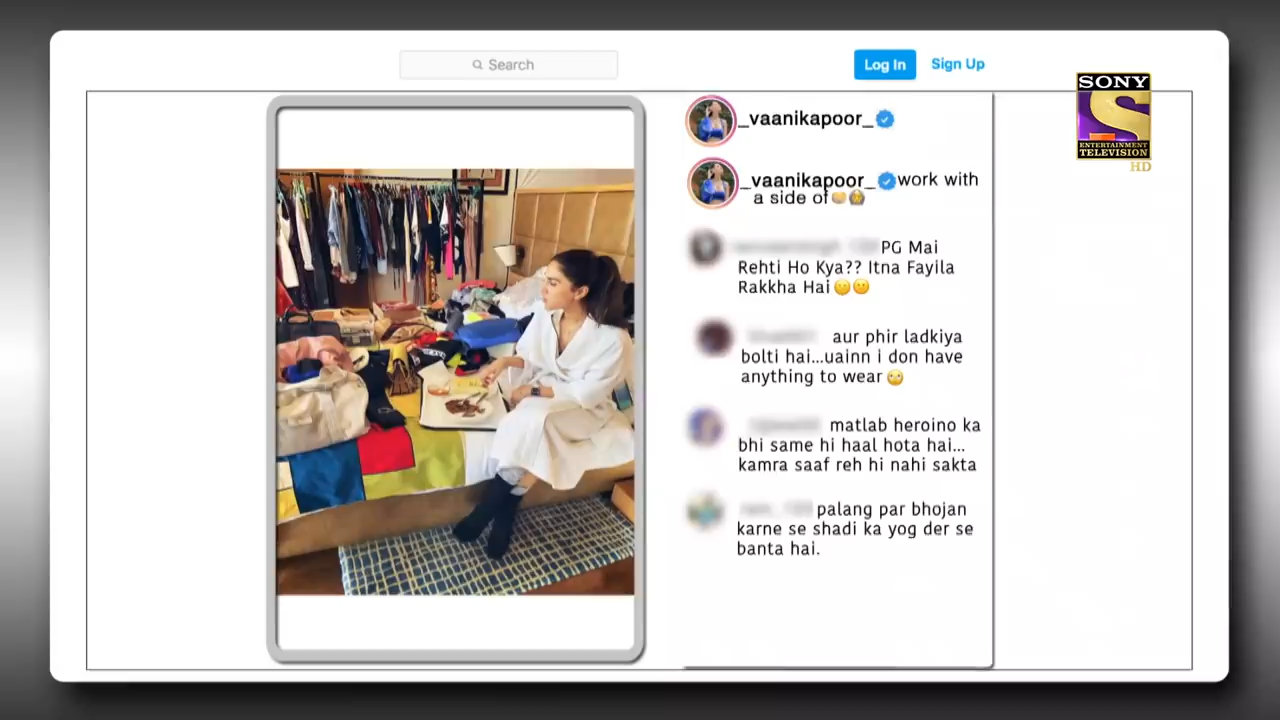 Search
Log In
Sign Up
SONY
ENTERTAINMENT
TELEVISION
HD
_vaanikapoor_
_vaanikapoor_ work with
a side of
PG Mai
Rehti Ho Kya?? Itna Fayila
Rakkha Hai
aur phir ladkiya
bolti hai...uainn i don have
anything to wear
matlab heroino ka
bhi same hi haal hota hai...
kamra saaf reh hi nahi sakta
palang par bhojan
karne se shadi ka yog der se
banta hai.